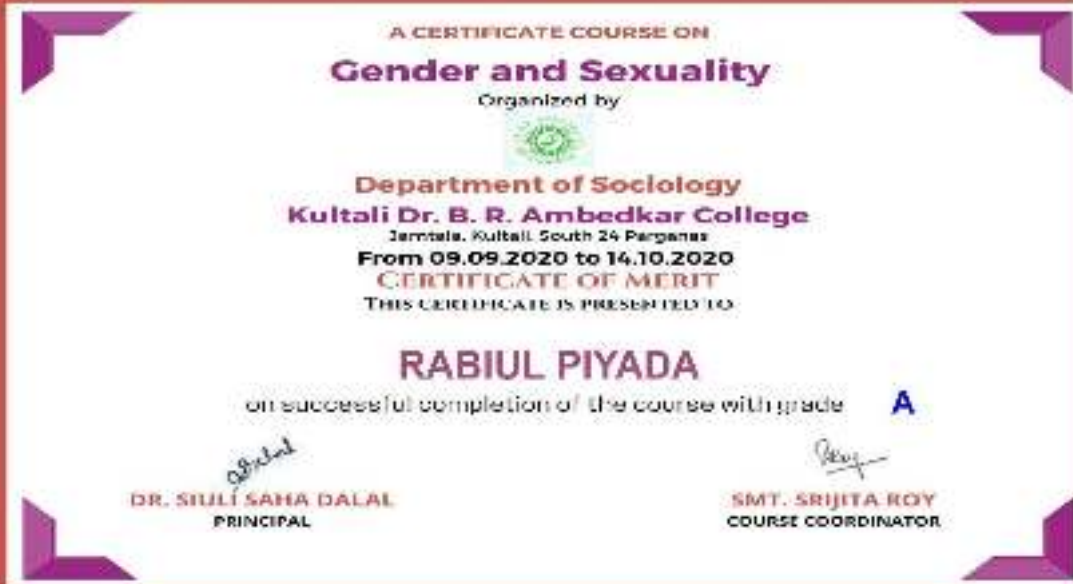 A CERTIFICATE COURSE ON
Gender and Sexuality
Organized by
Department of Sociology
Kultali Dr. B. R. Ambedkar College
Jamtala, Kultali, South 24 Parganas
From 09.09.2020 to 14.10.2020
CERTIFICATE OF MERIT
THIS CERTIFICATE IS PRESENTED TO
RABIUL PIYADA
on successful completion of the course with grade A
DR. SIULI SAHA DALAL
PRINCIPAL
SMT. SRIJITA ROY
COURSE COORDINATOR